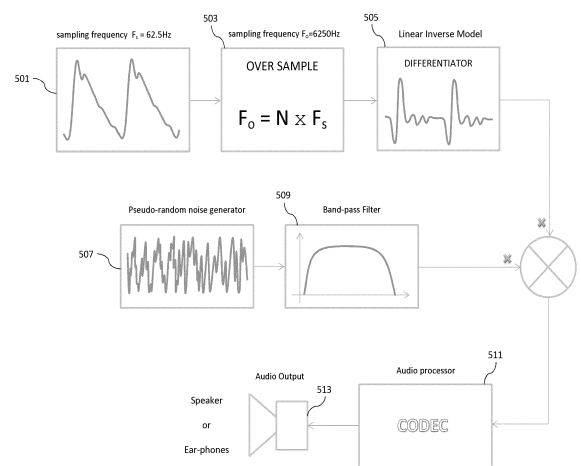 sampling frequency Fs = 62.5Hz
501
503
sampling frequency Fo=6250Hz
OVER SAMPLE
Fo = N x Fs
505
Linear Inverse Model
DIFFERENTIATOR
x
x
Pseudo-random noise generator
507
509
Band-pass Filter
511
Audio processor
CODEC
Audio Output
513
Speaker
or
Ear-phones